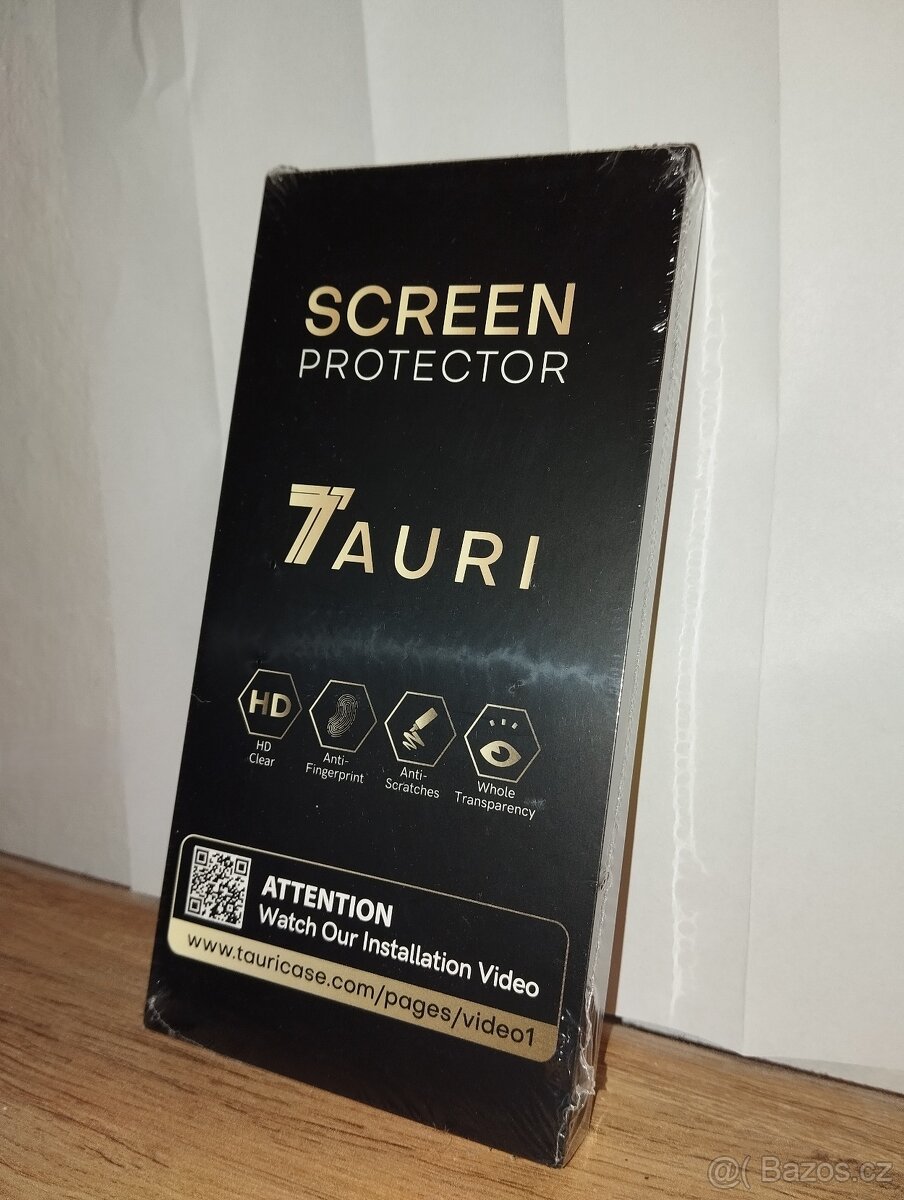 SCREEN
PROTECTOR
TAURI
HD
HD
Clear
Anti-
Fingerprint
Anti-
Scratches
Whole
Transparency
ATTENTION
Watch Our Installation Video
www.tauricase.com/pages/video1
@( Bazos.cz